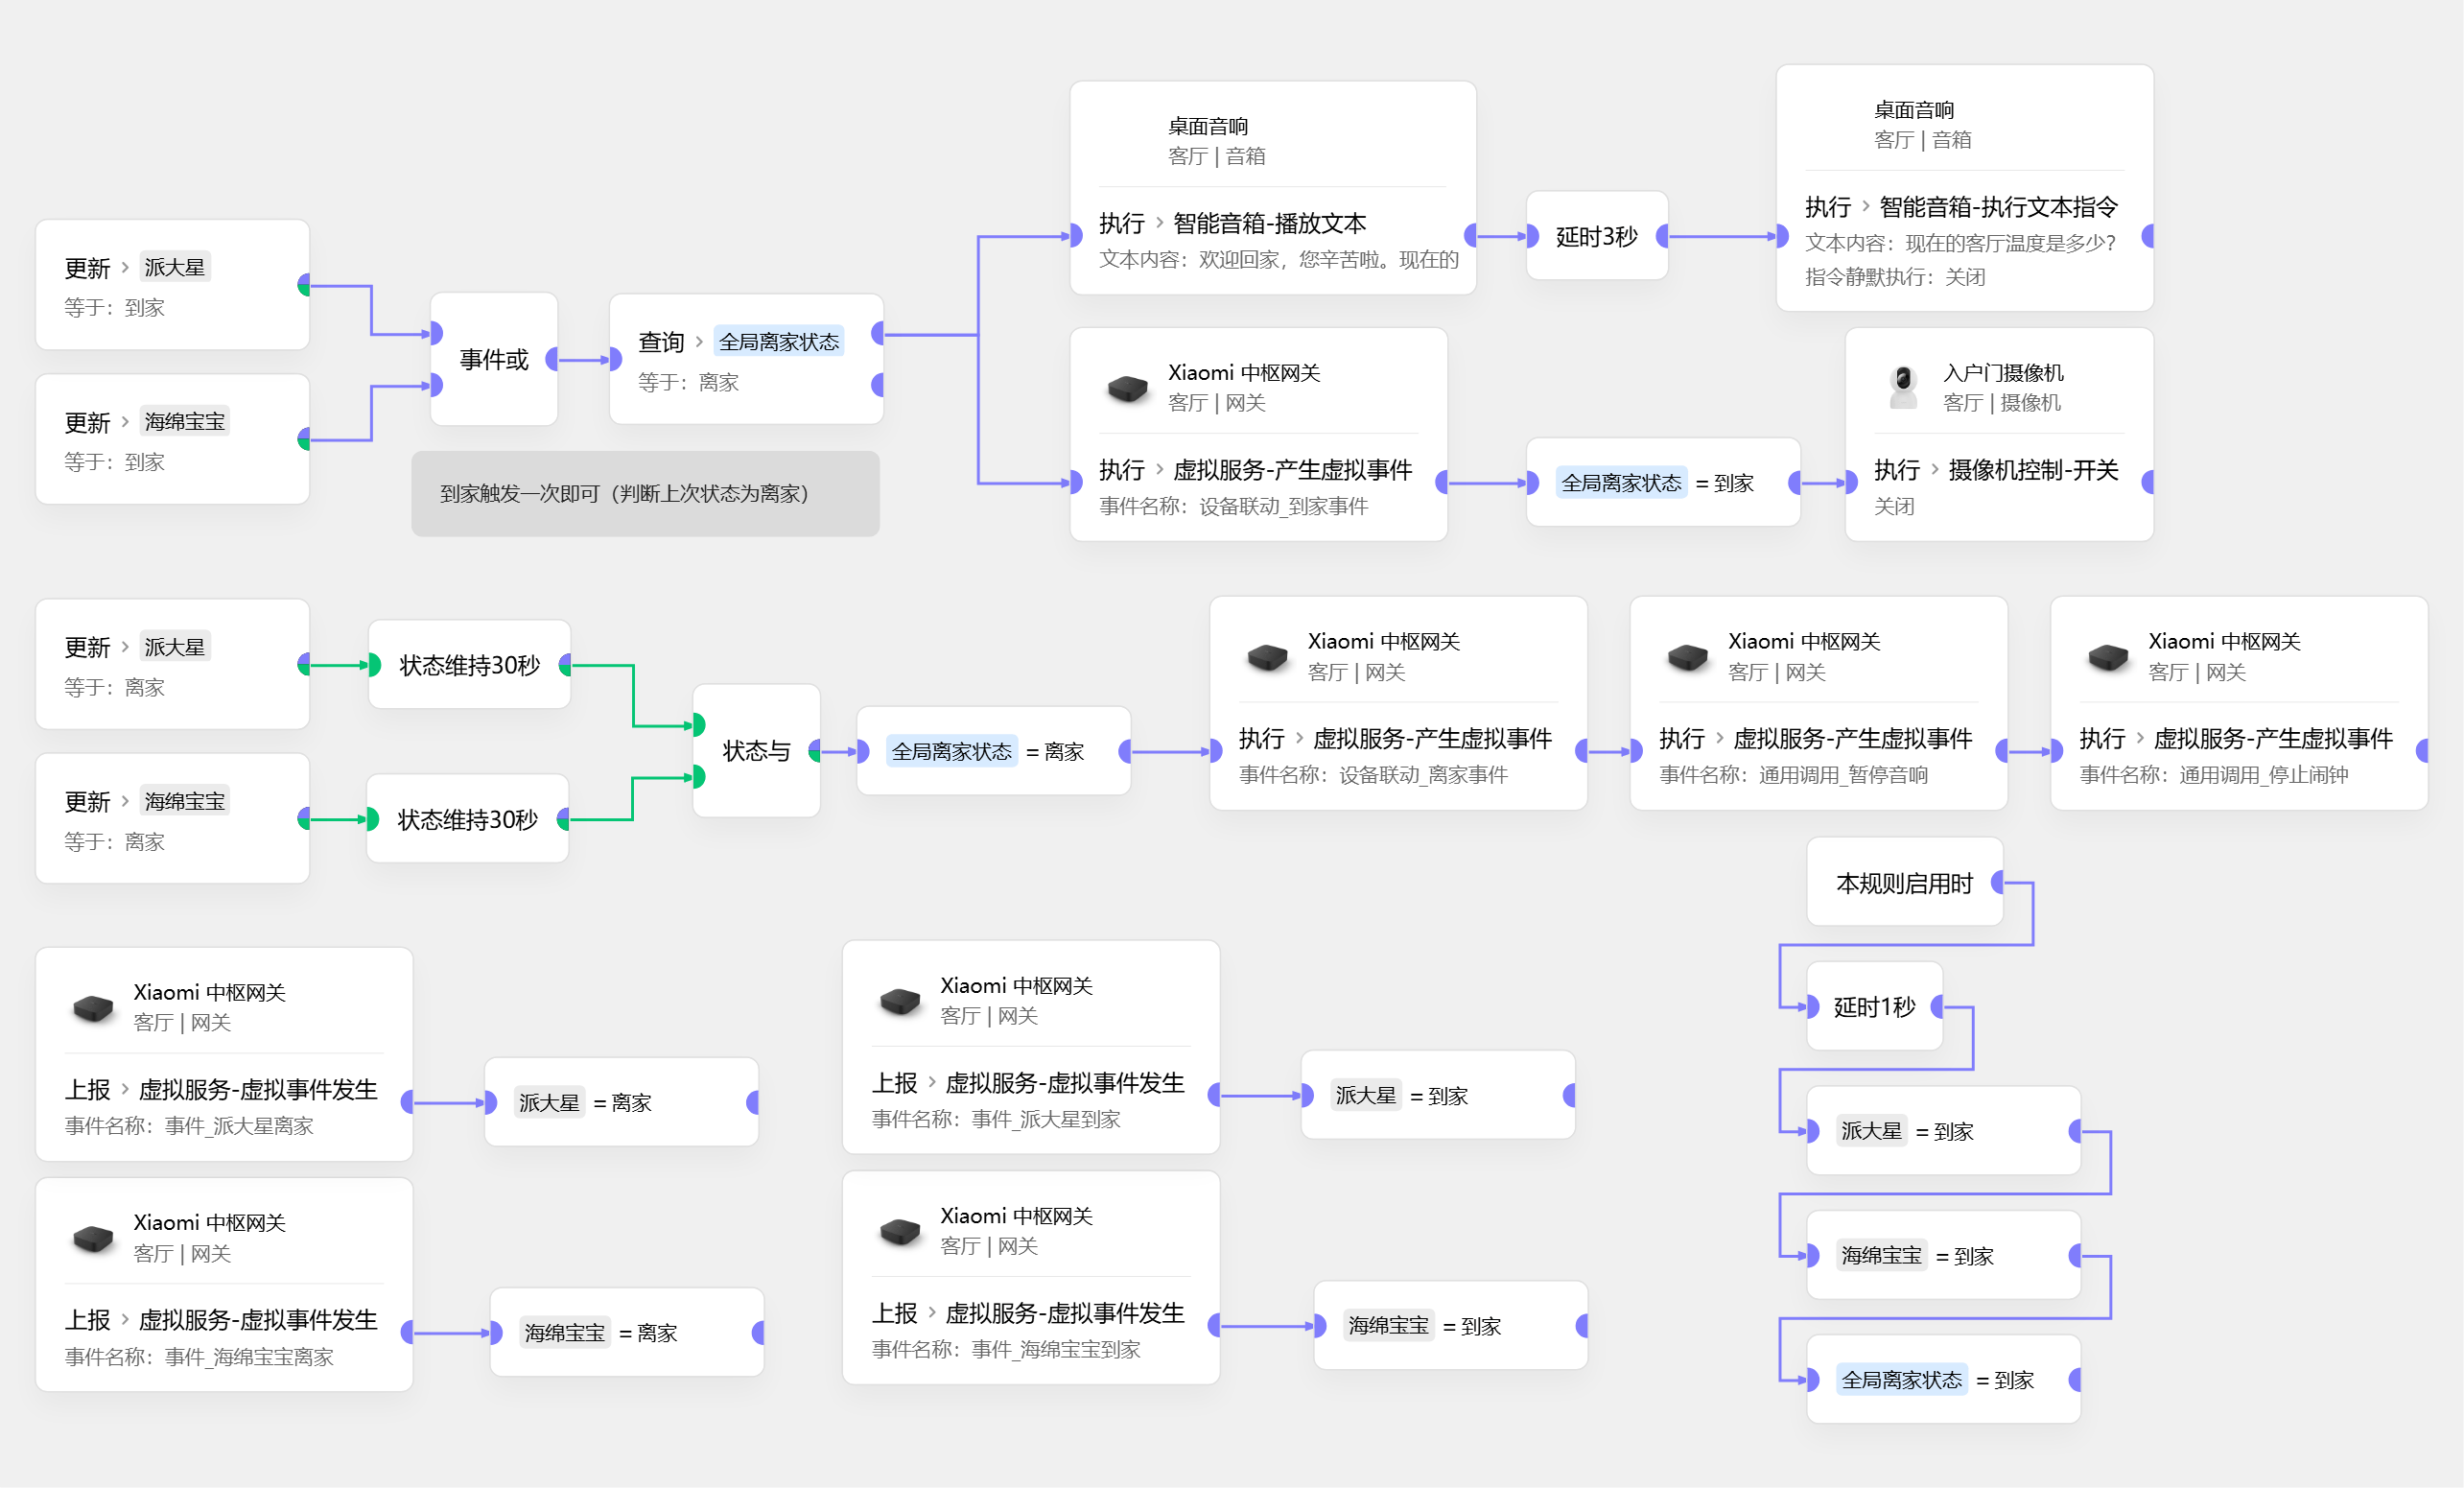 更新 > 派大星
等于：到家
更新 > 海绵宝宝
等于：到家
事件或
查询 > 全局离家状态
等于：离家
到家触发一次即可（判断上次状态为离家）
桌面音响
客厅 | 音箱
执行 > 智能音箱-播放文本
文本内容：欢迎回家，您辛苦啦。现在的
延时3秒
桌面音响
客厅 | 音箱
执行 > 智能音箱-执行文本指令
文本内容：现在的客厅温度是多少?
指令静默执行：关闭
Xiaomi 中枢网关
客厅 | 网关
执行 > 虚拟服务-产生虚拟事件
事件名称：设备联动_到家事件
全局离家状态 = 到家
入户门摄像机
客厅 | 摄像机
执行 > 摄像机控制-开关
关闭
更新 > 派大星
等于：离家
状态维持30秒
更新 > 海绵宝宝
等于：离家
状态维持30秒
状态与
全局离家状态 = 离家
Xiaomi 中枢网关
客厅 | 网关
执行 > 虚拟服务-产生虚拟事件
事件名称：设备联动_离家事件
Xiaomi 中枢网关
客厅 | 网关
执行 > 虚拟服务-产生虚拟事件
事件名称：通用调用_暂停音响
Xiaomi 中枢网关
客厅 | 网关
执行 > 虚拟服务-产生虚拟事件
事件名称：通用调用_停止闹钟
Xiaomi 中枢网关
客厅 | 网关
上报 > 虚拟服务-虚拟事件发生
事件名称：事件_派大星离家
派大星 = 离家
Xiaomi 中枢网关
客厅 | 网关
上报 > 虚拟服务-虚拟事件发生
事件名称：事件_海绵宝宝离家
海绵宝宝 = 离家
Xiaomi 中枢网关
客厅 | 网关
上报 > 虚拟服务-虚拟事件发生
事件名称：事件_派大星到家
派大星 = 到家
Xiaomi 中枢网关
客厅 | 网关
上报 > 虚拟服务-虚拟事件发生
事件名称：事件_海绵宝宝到家
海绵宝宝 = 到家
本规则启用时
延时1秒
派大星 = 到家
海绵宝宝 = 到家
全局离家状态 = 到家